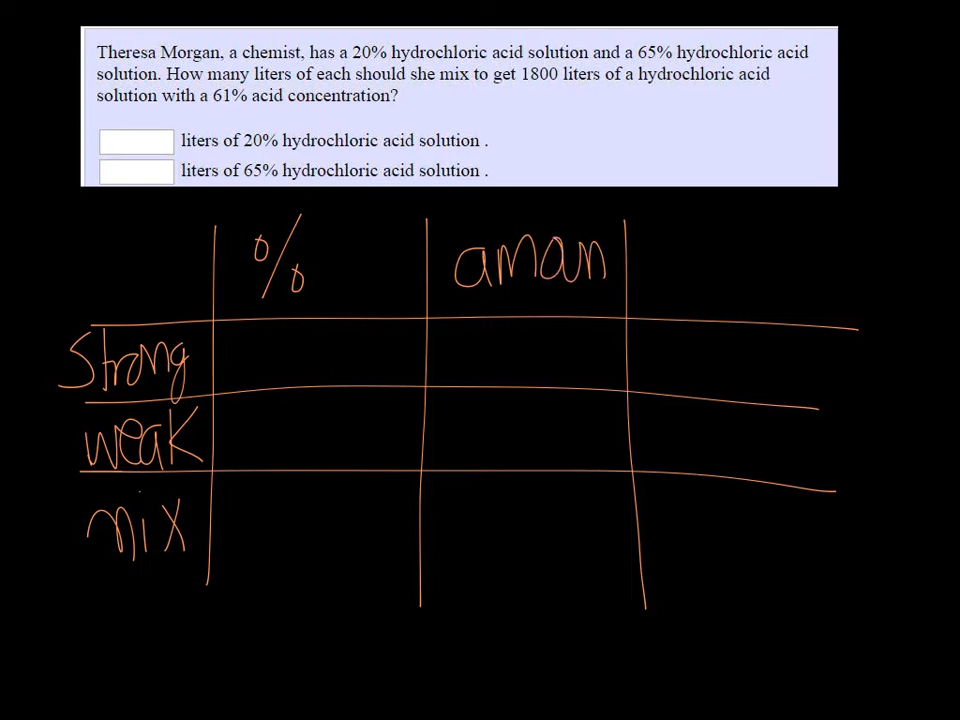 Theresa Morgan, a chemist, has a 20% hydrochloric acid solution and a 65% hydrochloric acid
solution. How many liters of each should she mix to get 1800 liters of a hydrochloric acid
solution with a 61% acid concentration?
liters of 20% hydrochloric acid solution .
liters of 65% hydrochloric acid solution .
% aman
Strong
weak
mix